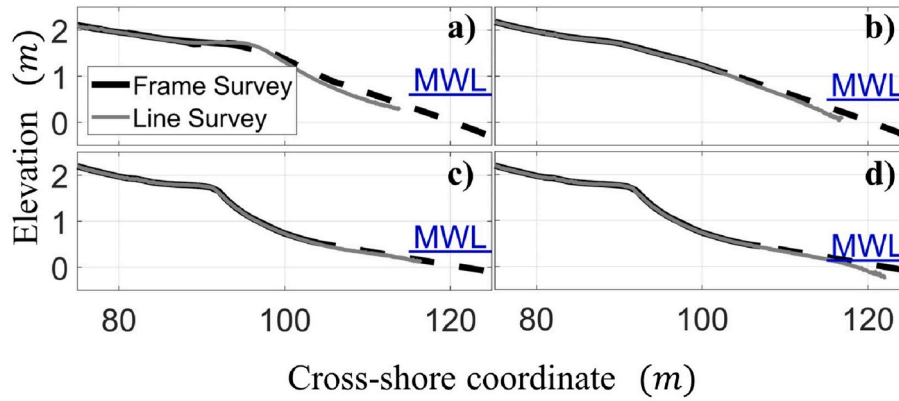 a)
b)
2
1
0
Elevation (m)
Frame Survey
Line Survey
MWL
MWL
c)
d)
2
1
0
MWL
MWL
80
100
120
80
100
120
Cross-shore coordinate (m)